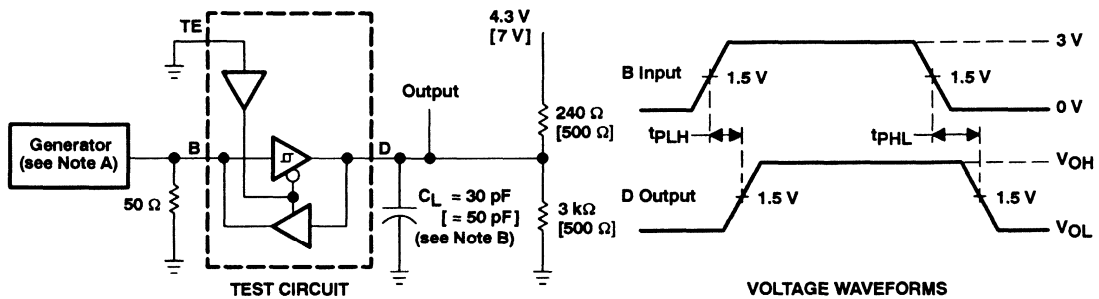 TE
4.3 V
[7 V]
Output
240 Ω
[500 Ω]
Generator
(see Note A)
B
D
50 Ω
CL = 30 pF
[ = 50 pF]
(see Note B)
3 kΩ
[500 Ω]
TEST CIRCUIT
3 V
B Input
1.5 V
1.5 V
0 V
tPLH
tPHL
VOH
D Output
1.5 V
1.5 V
VOL
VOLTAGE WAVEFORMS